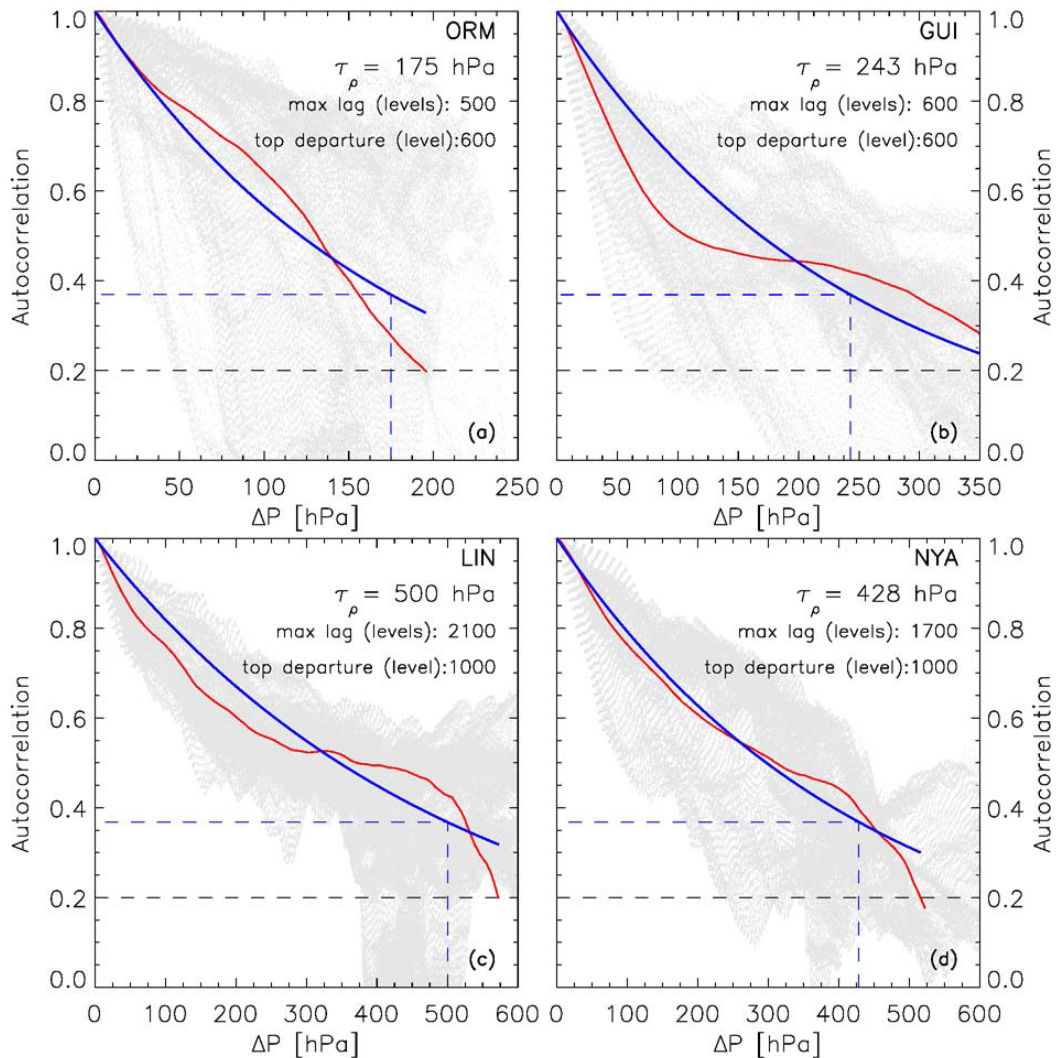 ORM
τρ = 175 hPa
max lag (levels): 500
top departure (level):600
(a)
Autocorrelation
1.0
0.8
0.6
0.4
0.2
0.0
0 50 100 150 200 250
ΔP [hPa]
GUI
τρ = 243 hPa
max lag (levels): 600
top departure (level):600
(b)
Autocorrelation
1.0
0.8
0.6
0.4
0.2
0.0
0 50 100 150 200 250 300 350
ΔP [hPa]
LIN
τρ = 500 hPa
max lag (levels): 2100
top departure (level):1000
(c)
Autocorrelation
1.0
0.8
0.6
0.4
0.2
0.0
0 100 200 300 400 500 600
ΔP [hPa]
NYA
τρ = 428 hPa
max lag (levels): 1700
top departure (level):1000
(d)
Autocorrelation
1.0
0.8
0.6
0.4
0.2
0.0
0 100 200 300 400 500 600
ΔP [hPa]